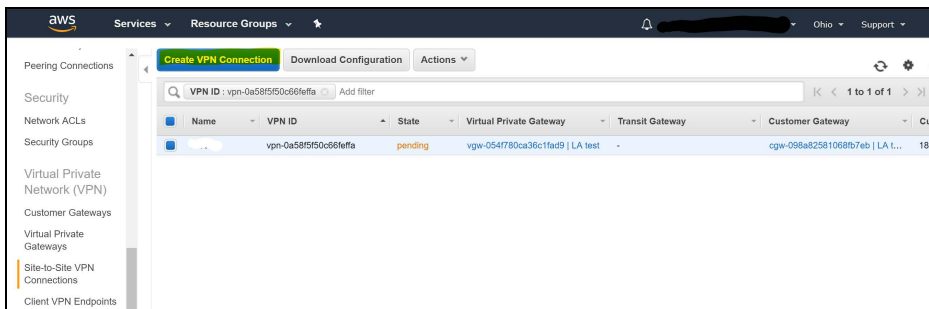 aws
Services
Resource Groups
Ohio
Support
Peering Connections
Security
Network ACLs
Security Groups
Virtual Private
Network (VPN)
Customer Gateways
Virtual Private
Gateways
Site-to-Site VPN
Connections
Client VPN Endpoints
Create VPN Connection
Download Configuration
Actions
VPN ID : vpn-0a58f5f50c66feffa
Add filter
1 to 1 of 1
Name
VPN ID
State
Virtual Private Gateway
Transit Gateway
Customer Gateway
vpn-0a58f5f50c66feffa
pending
vgw-054f780ca36c1fad9 | LA test
-
cgw-098a82581068fb7eb | LA t...
18